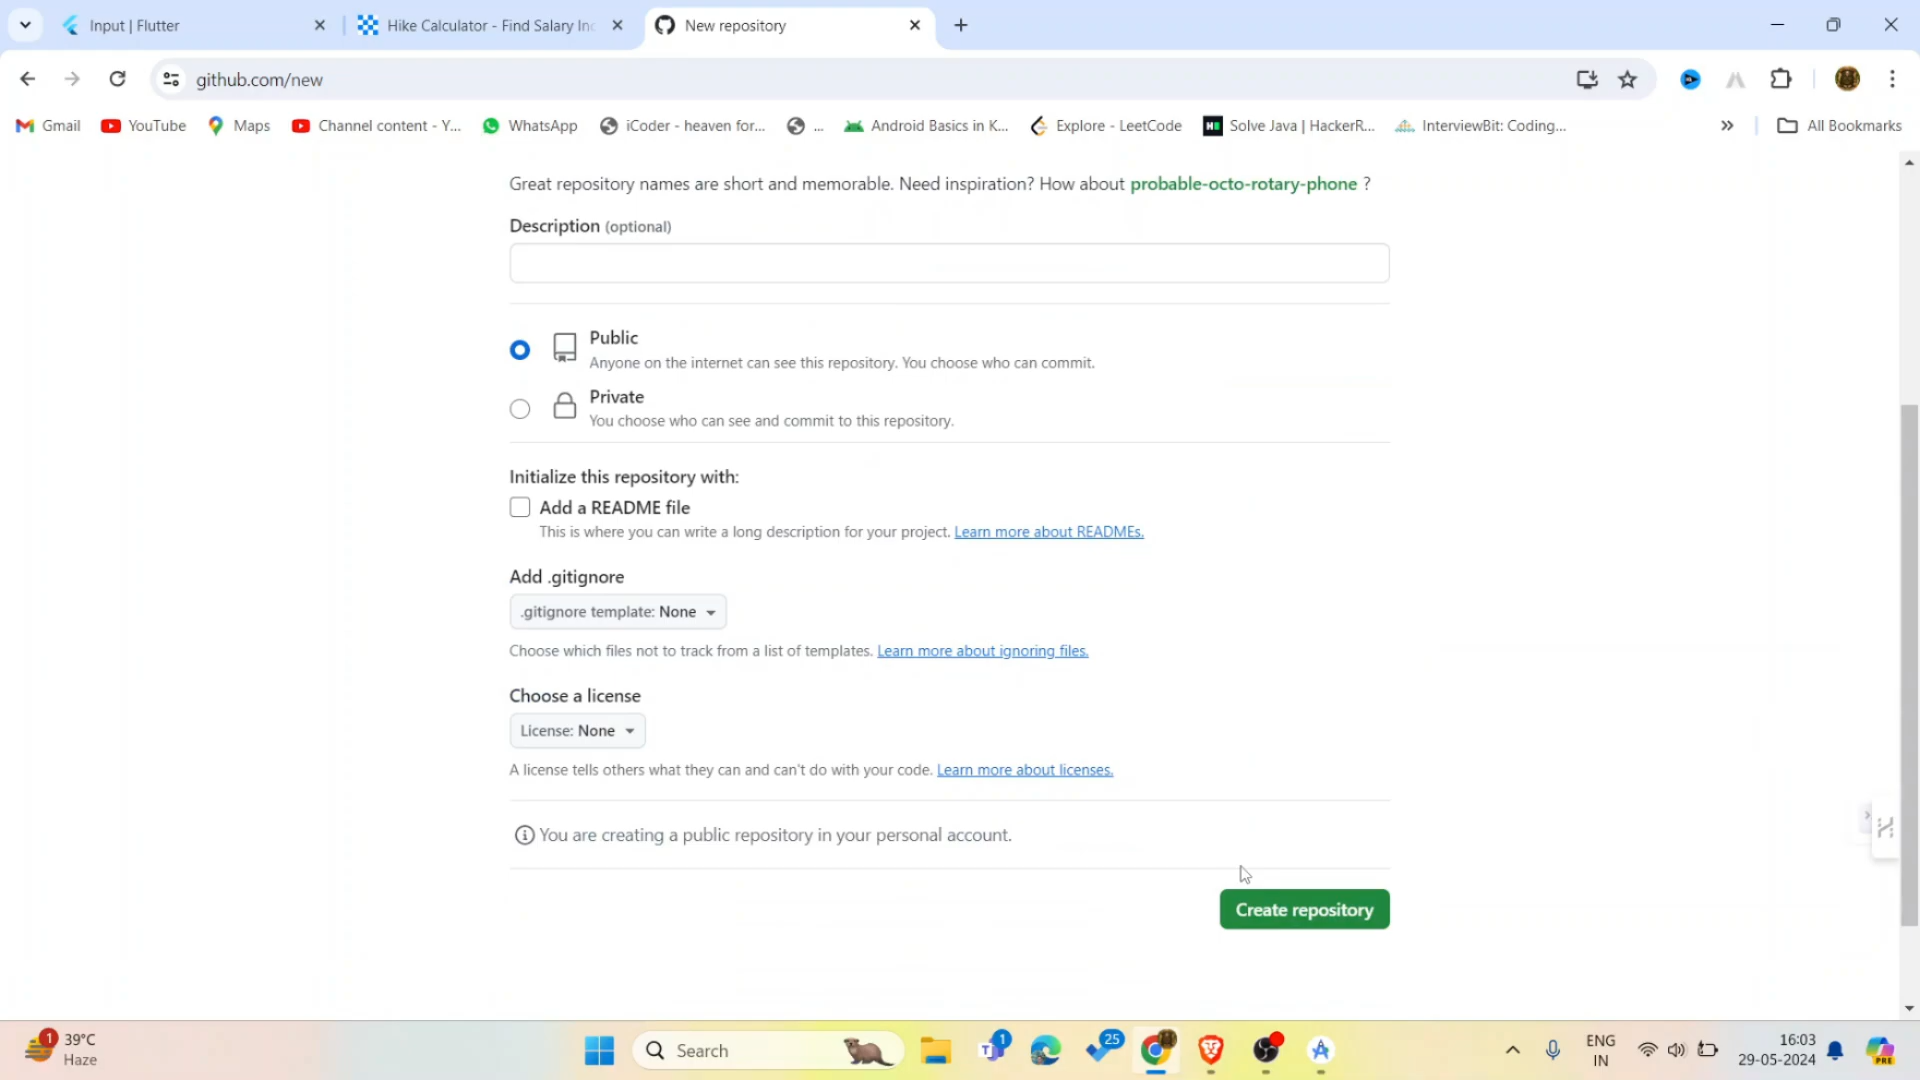 Input | Flutter
Hike Calculator - Find Salary Inc
New repository
github.com/new
Gmail
YouTube
Maps
Channel content - Y...
WhatsApp
iCoder - heaven for...
...
Android Basics in K...
Explore - LeetCode
Solve Java | HackerR...
InterviewBit: Coding...
All Bookmarks
Great repository names are short and memorable. Need inspiration? How about probable-octo-rotary-phone ?
Description (optional)
Public
Anyone on the internet can see this repository. You choose who can commit.
Private
You choose who can see and commit to this repository.
Initialize this repository with:
Add a README file
This is where you can write a long description for your project. Learn more about READMEs.
Add .gitignore
.gitignore template: None
Choose which files not to track from a list of templates. Learn more about ignoring files.
Choose a license
License: None
A license tells others what they can and can't do with your code. Learn more about licenses.
You are creating a public repository in your personal account.
Create repository
1
39°C
Haze
Search
1
25
ENG
IN
16:03
29-05-2024
PRE